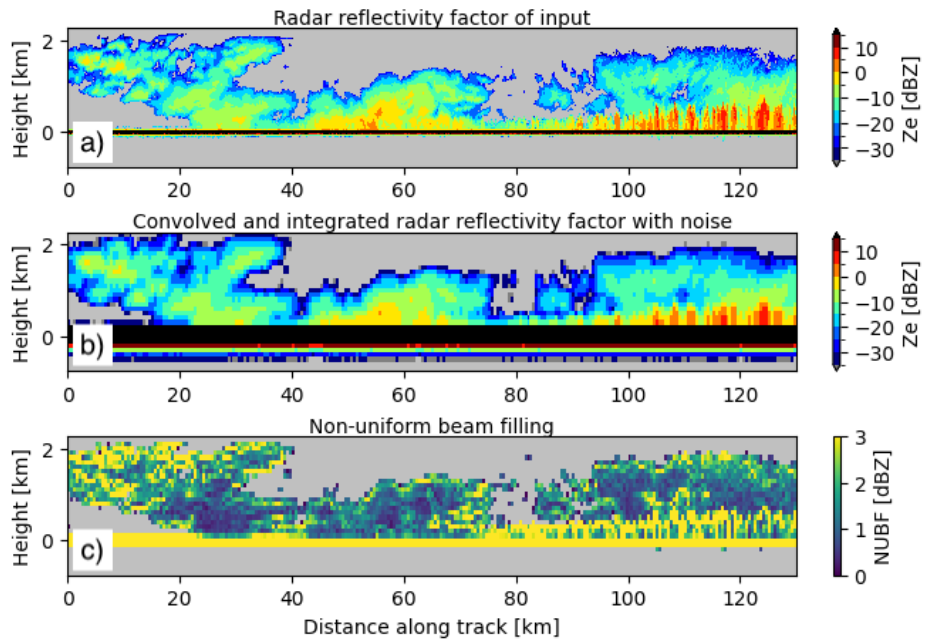 Radar reflectivity factor of input
Height [km]
2
0
a)
0 20 40 60 80 100 120
10
0
−10
−20
−30
Ze [dBZ]
Convolved and integrated radar reflectivity factor with noise
Height [km]
2
0
b)
0 20 40 60 80 100 120
10
0
−10
−20
−30
Ze [dBZ]
Non-uniform beam filling
Height [km]
2
0
c)
0 20 40 60 80 100 120
Distance along track [km]
3
2
1
0
NUBF [dBZ]